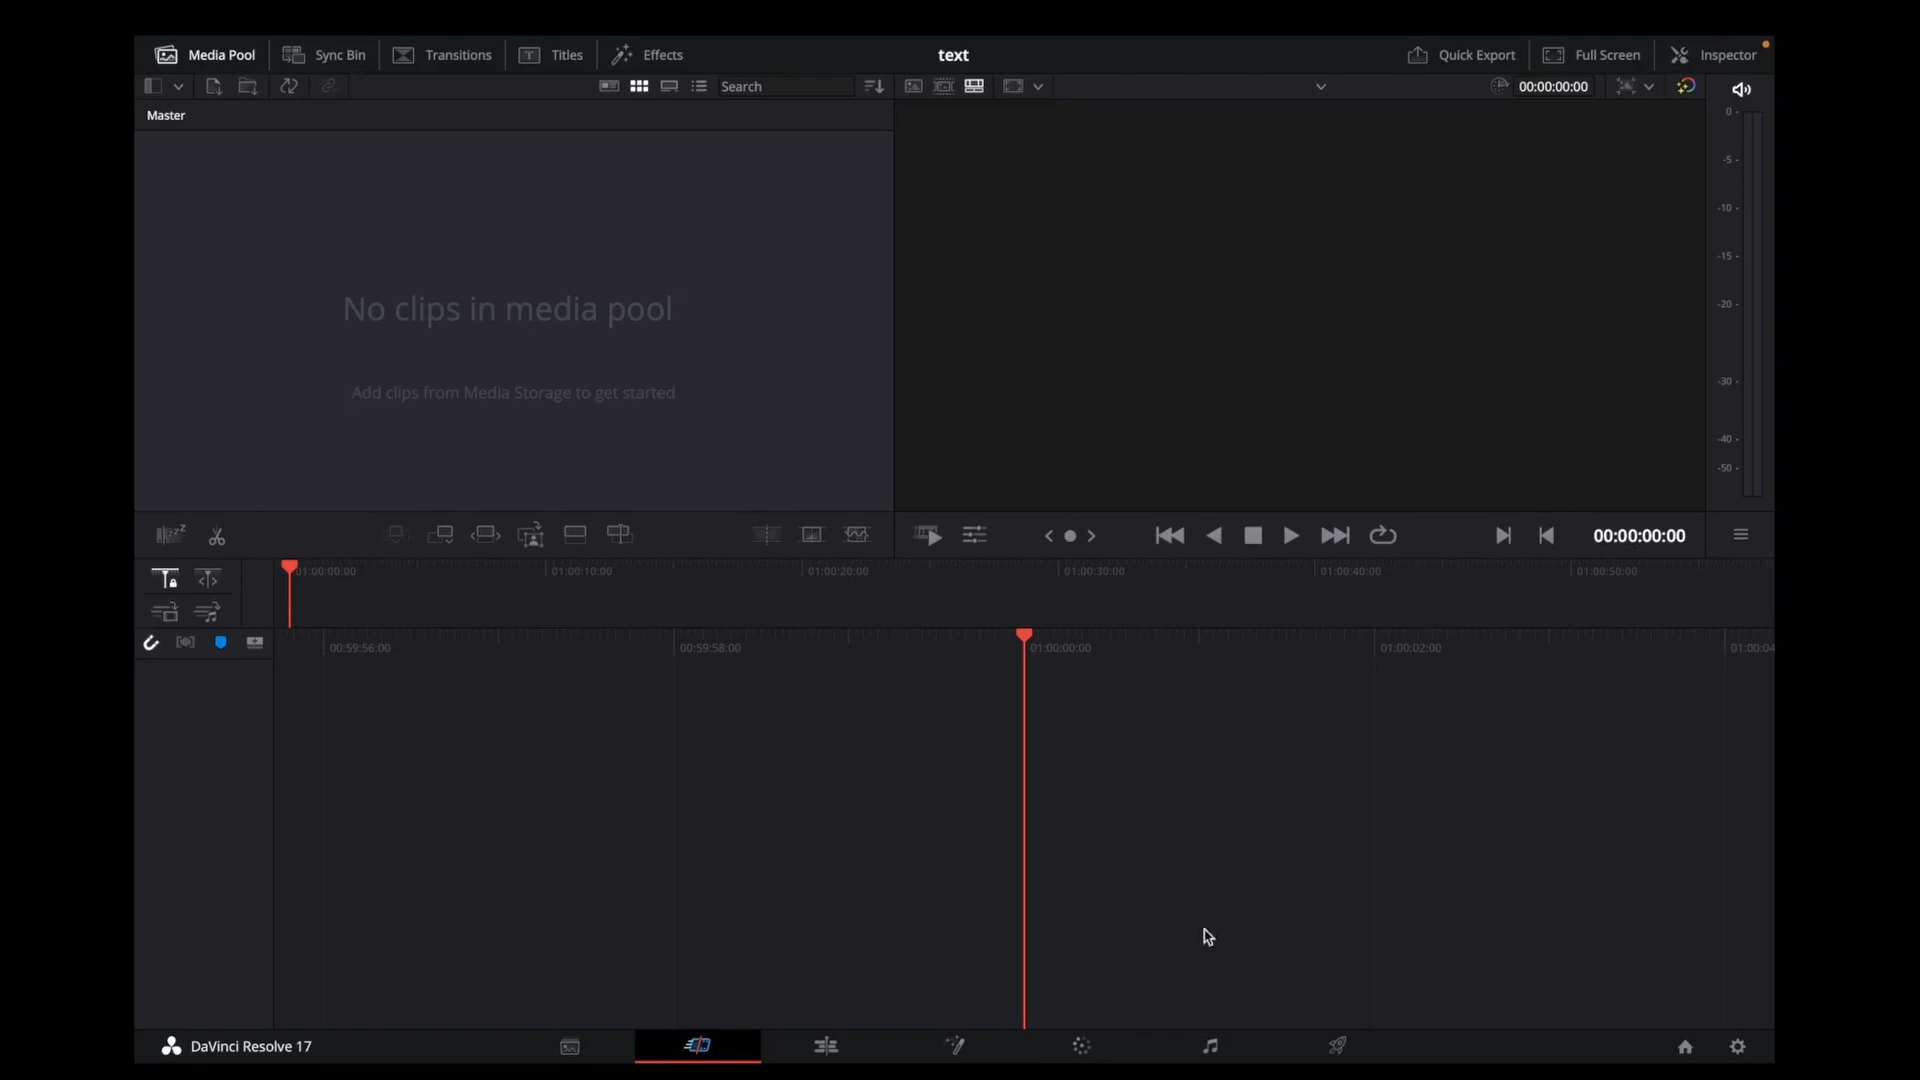 Media Pool
Sync Bin
Transitions
Titles
Effects
text
Quick Export
Full Screen
Inspector
Search
00:00:00:00
Master
No clips in media pool
Add clips from Media Storage to get started
0
-5
-10
-15
-20
-30
-40
-50
00:00:00:00
01:00:00:00
01:00:10:00
01:00:20:00
01:00:30:00
01:00:40:00
01:00:50:00
00:59:56:00
00:59:58:00
01:00:00:00
01:00:02:00
01:00:04
DaVinci Resolve 17